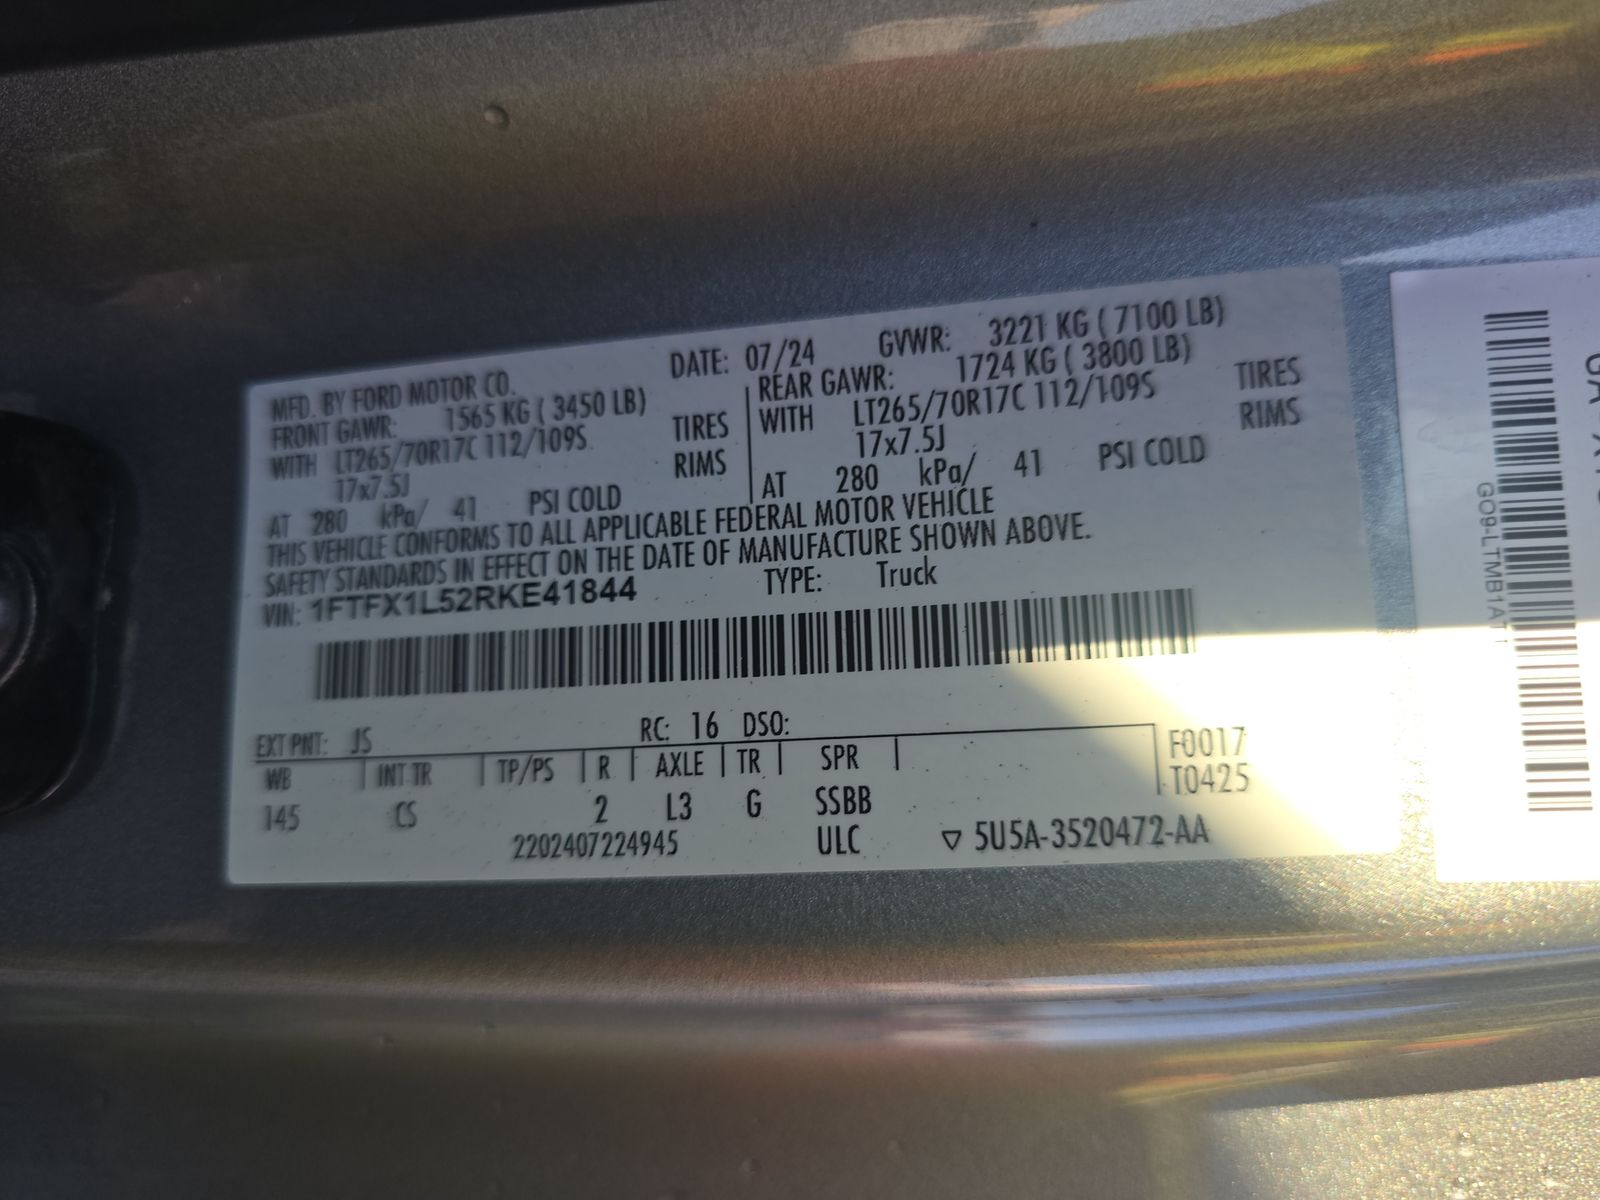 MFD. BY FORD MOTOR CO.
DATE: 07/24 GVWR: 3221 KG ( 7100 LB)
FRONT GAWR: 1565 KG ( 3450 LB)
WITH LT265/70R17C 112/109S TIRES
17x7.5J RIMS
AT 280 kPa/ 41 PSI COLD
REAR GAWR: 1724 KG ( 3800 LB)
WITH LT265/70R17C 112/109S TIRES
17x7.5J RIMS
AT 280 kPa/ 41 PSI COLD
THIS VEHICLE CONFORMS TO ALL APPLICABLE FEDERAL MOTOR VEHICLE
SAFETY STANDARDS IN EFFECT ON THE DATE OF MANUFACTURE SHOWN ABOVE.
VIN: 1FTFX1L52RKE41844 TYPE: Truck
EXT PNT: JS RC: 16 DSO:
WB INT TR TP/PS R AXLE TR SPR
145 CS 2 L3 G SSBB
F0017
T0425
2202407224945 ULC ▽ 5U5A-3520472-AA
GO9-LTMB1AT